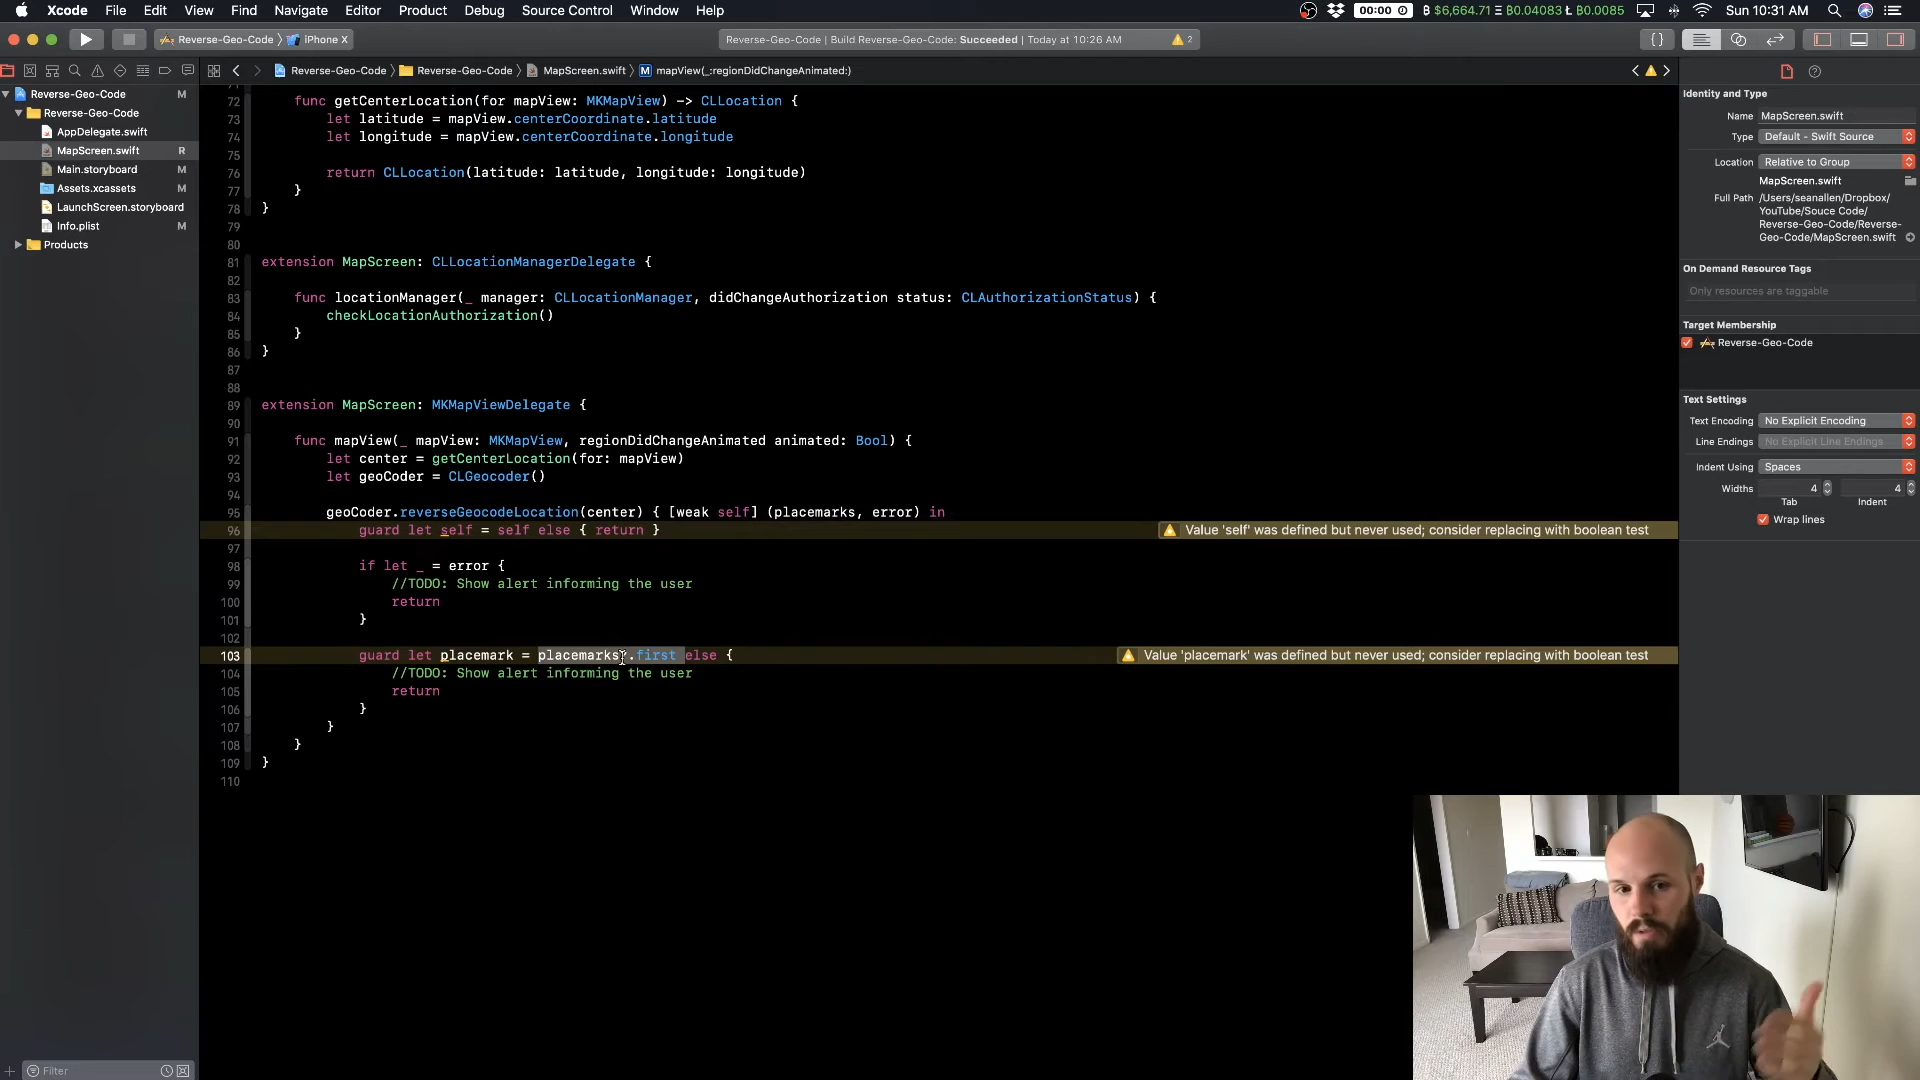 Xcode File Edit View Find Navigate Editor Product Debug Source Control Window Help
00:00 ฿ $6,664.71 Ξ ฿0.04083 Ł ฿0.0085 Sun 10:31 AM
Reverse-Geo-Code iPhone X
Reverse-Geo-Code | Build Reverse-Geo-Code: Succeeded | Today at 10:26 AM 2
Reverse-Geo-Code Reverse-Geo-Code MapScreen.swift M mapView(_:regionDidChangeAnimated:)
Reverse-Geo-Code M
Reverse-Geo-Code
AppDelegate.swift
MapScreen.swift R
Main.storyboard M
Assets.xcassets M
LaunchScreen.storyboard
Info.plist M
Products
Filter
72 func getCenterLocation(for mapView: MKMapView) -> CLLocation {
73 let latitude = mapView.centerCoordinate.latitude
74 let longitude = mapView.centerCoordinate.longitude
75
76 return CLLocation(latitude: latitude, longitude: longitude)
77 }
78 }
79
80
81 extension MapScreen: CLLocationManagerDelegate {
82
83 func locationManager(_ manager: CLLocationManager, didChangeAuthorization status: CLAuthorizationStatus) {
84 checkLocationAuthorization()
85 }
86 }
87
88
89 extension MapScreen: MKMapViewDelegate {
90
91 func mapView(_ mapView: MKMapView, regionDidChangeAnimated animated: Bool) {
92 let center = getCenterLocation(for: mapView)
93 let geoCoder = CLGeocoder()
94
95 geoCoder.reverseGeocodeLocation(center) { [weak self] (placemarks, error) in
96 guard let self = self else { return } Value 'self' was defined but never used; consider replacing with boolean test
97
98 if let _ = error {
99 //TODO: Show alert informing the user
100 return
101 }
102
103 guard let placemark = placemarks?.first else { Value 'placemark' was defined but never used; consider replacing with boolean test
104 //TODO: Show alert informing the user
105 return
106 }
107 }
108 }
109 }
110
Identity and Type
Name MapScreen.swift
Type Default - Swift Source
Location Relative to Group
MapScreen.swift
Full Path /Users/seanallen/Dropbox/
YouTube/Souce Code/
Reverse-Geo-Code/Reverse-
Geo-Code/MapScreen.swift
On Demand Resource Tags
Only resources are taggable
Target Membership
Reverse-Geo-Code
Text Settings
Text Encoding No Explicit Encoding
Line Endings No Explicit Line Endings
Indent Using Spaces
Widths 4 4
Tab Indent
Wrap lines